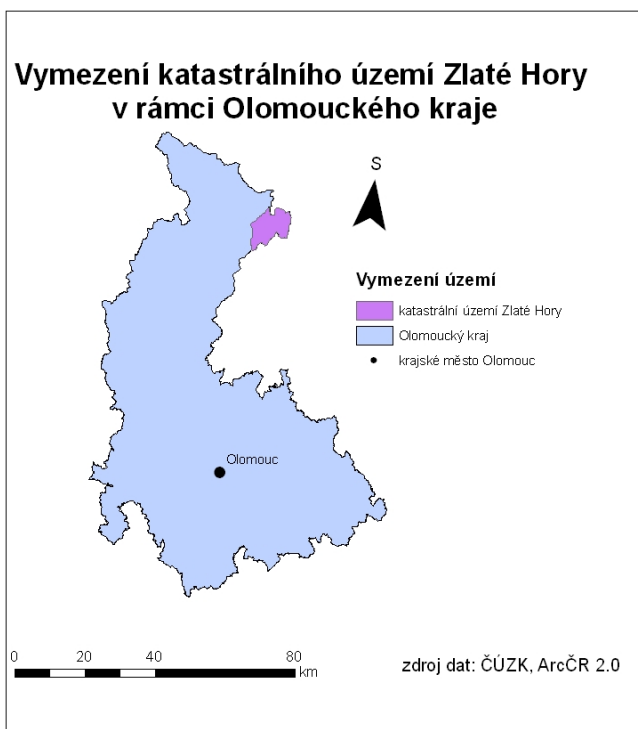 Vymezení katastrálního území Zlaté Hory
v rámci Olomouckého kraje
S
Vymezení území
katastrální území Zlaté Hory
Olomoucký kraj
krajské město Olomouc
Olomouc
0 20 40 80
km
zdroj dat: ČÚZK, ArcČR 2.0